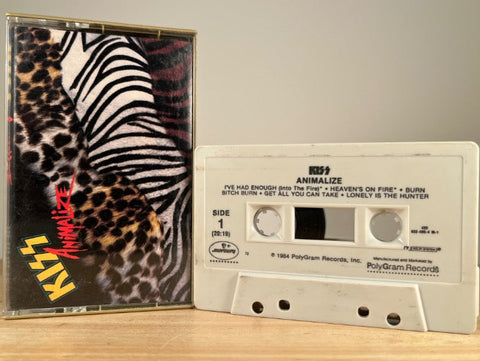 KISS
ANIMALIZE
KISS
ANIMALIZE
I'VE HAD ENOUGH (Into The Fire) • HEAVEN'S ON FIRE • BURN
BITCH BURN • GET ALL YOU CAN TAKE • LONELY IS THE HUNTER
SIDE
1
(20:19)
© 1984 PolyGram Records, Inc.
Manufactured and Marketed by
PolyGram Records